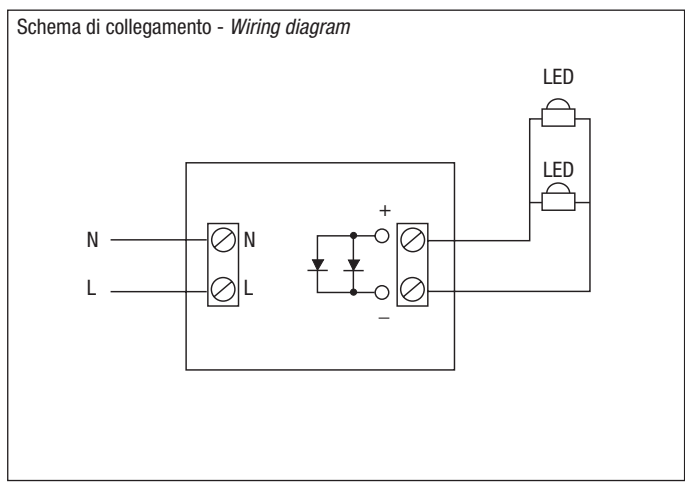 Schema di collegamento - Wiring diagram
LED
LED
+
N
N
L
L
–